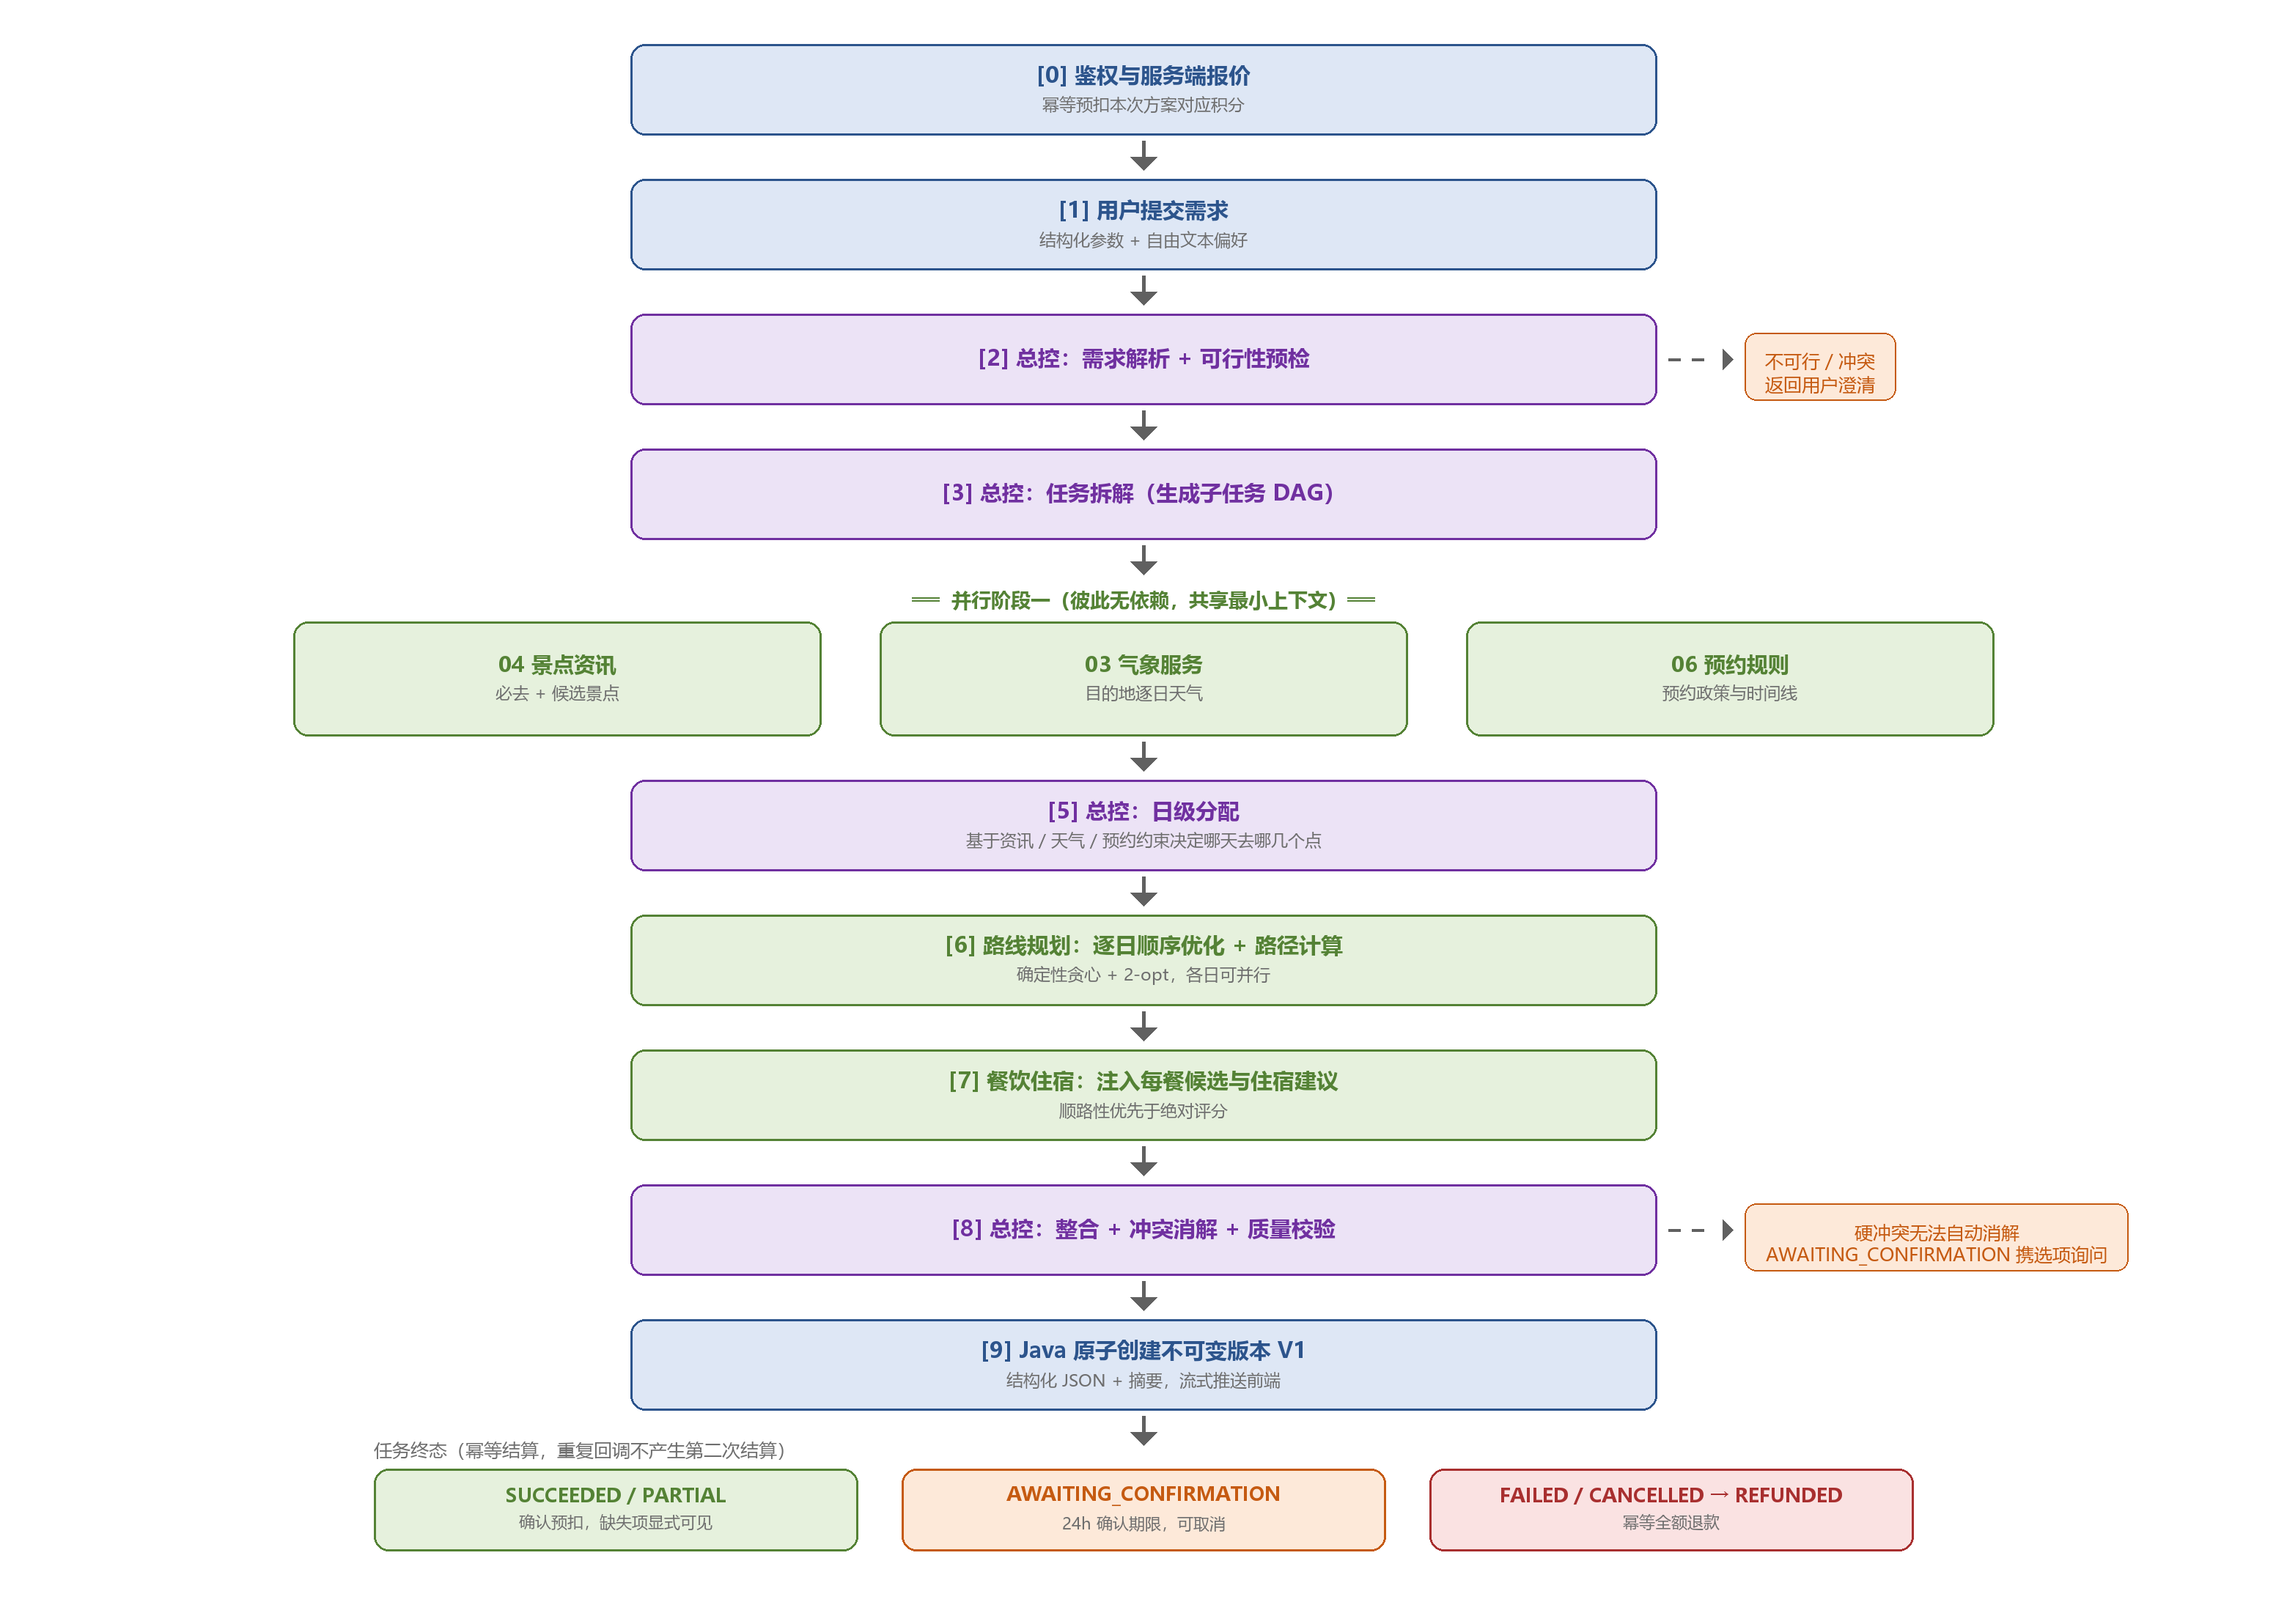 [0] 鉴权与服务端报价
幂等预扣本次方案对应积分
[1] 用户提交需求
结构化参数 + 自由文本偏好
[2] 总控：需求解析 + 可行性预检
不可行 / 冲突
返回用户澄清
[3] 总控：任务拆解（生成子任务 DAG）
══ 并行阶段一（彼此无依赖，共享最小上下文）══
04 景点资讯
必去 + 候选景点
03 气象服务
目的地逐日天气
06 预约规则
预约政策与时间线
[5] 总控：日级分配
基于资讯 / 天气 / 预约约束决定哪天去哪几个点
[6] 路线规划：逐日顺序优化 + 路径计算
确定性贪心 + 2-opt，各日可并行
[7] 餐饮住宿：注入每餐候选与住宿建议
顺路性优先于绝对评分
[8] 总控：整合 + 冲突消解 + 质量校验
硬冲突无法自动消解
AWAITING_CONFIRMATION 携选项询问
[9] Java 原子创建不可变版本 V1
结构化 JSON + 摘要，流式推送前端
任务终态（幂等结算，重复回调不产生第二次结算）
SUCCEEDED / PARTIAL
确认预扣，缺失项显式可见
AWAITING_CONFIRMATION
24h 确认期限，可取消
FAILED / CANCELLED → REFUNDED
幂等全额退款